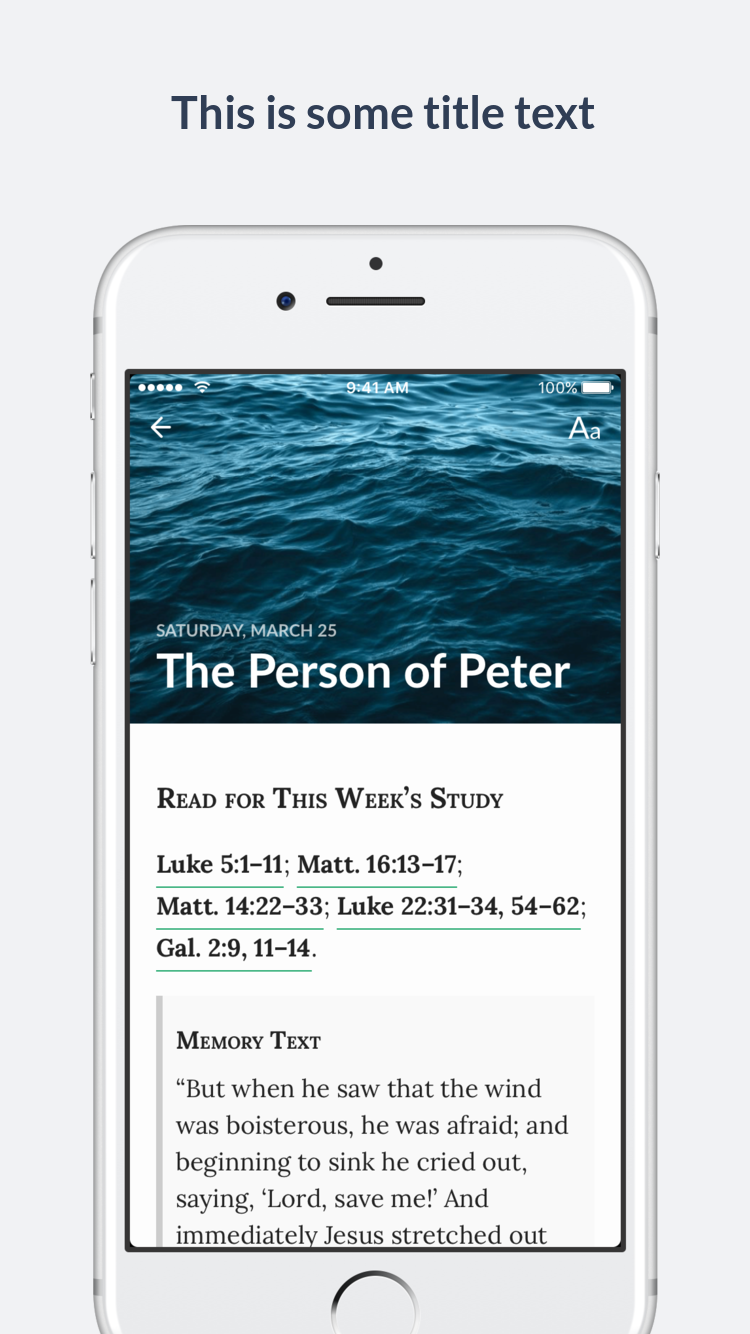 This is some title text
9:41 AM
100%
Aa
SATURDAY, MARCH 25
The Person of Peter
Read for This Week’s Study
Luke 5:1–11; Matt. 16:13–17;
Matt. 14:22–33; Luke 22:31–34, 54–62;
Gal. 2:9, 11–14.
Memory Text
“But when he saw that the wind
was boisterous, he was afraid; and
beginning to sink he cried out,
saying, ‘Lord, save me!’ And
immediately Jesus stretched out